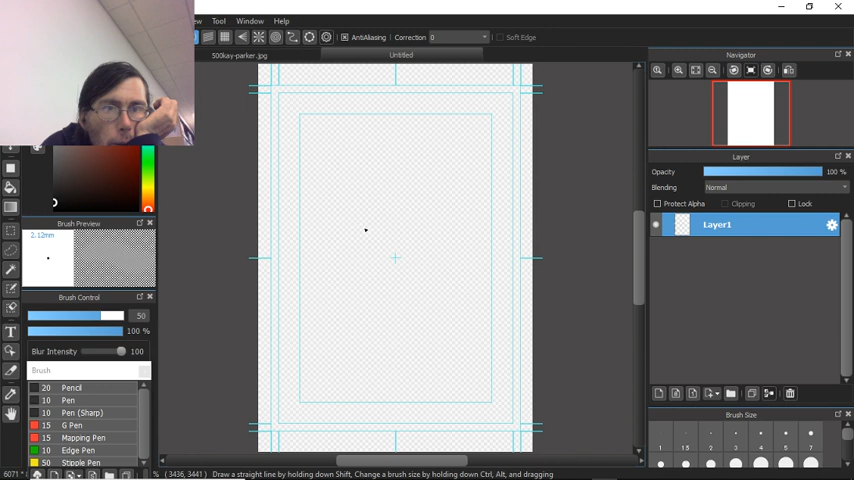 ew Tool Window Help
AntiAliasing Correction 0 Soft Edge
500kay-parker.jpg Untitled
Navigator
Layer
Opacity 100 %
Blending Normal
Protect Alpha Clipping Lock
Layer1
Brush Preview
2.12mm
Brush Control
50
100 %
Blur Intensity 100
Brush
20 Pencil
10 Pen
10 Pen (Sharp)
15 G Pen
15 Mapping Pen
10 Edge Pen
50 Stipple Pen
Brush Size
1 1.5 2 3 4 5 7
6071 * % (3436, 3441) Draw a straight line by holding down Shift, Change a brush size by holding down Ctrl, Alt, and dragging